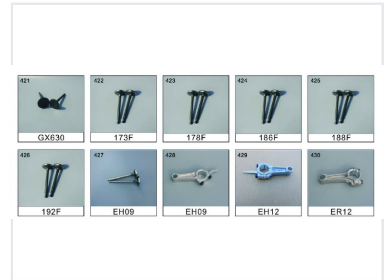 421 422 423 424 425
GX630 173F 178F 186F 188F
426 427 428 429 430
192F EH09 EH09 EH12 ER12